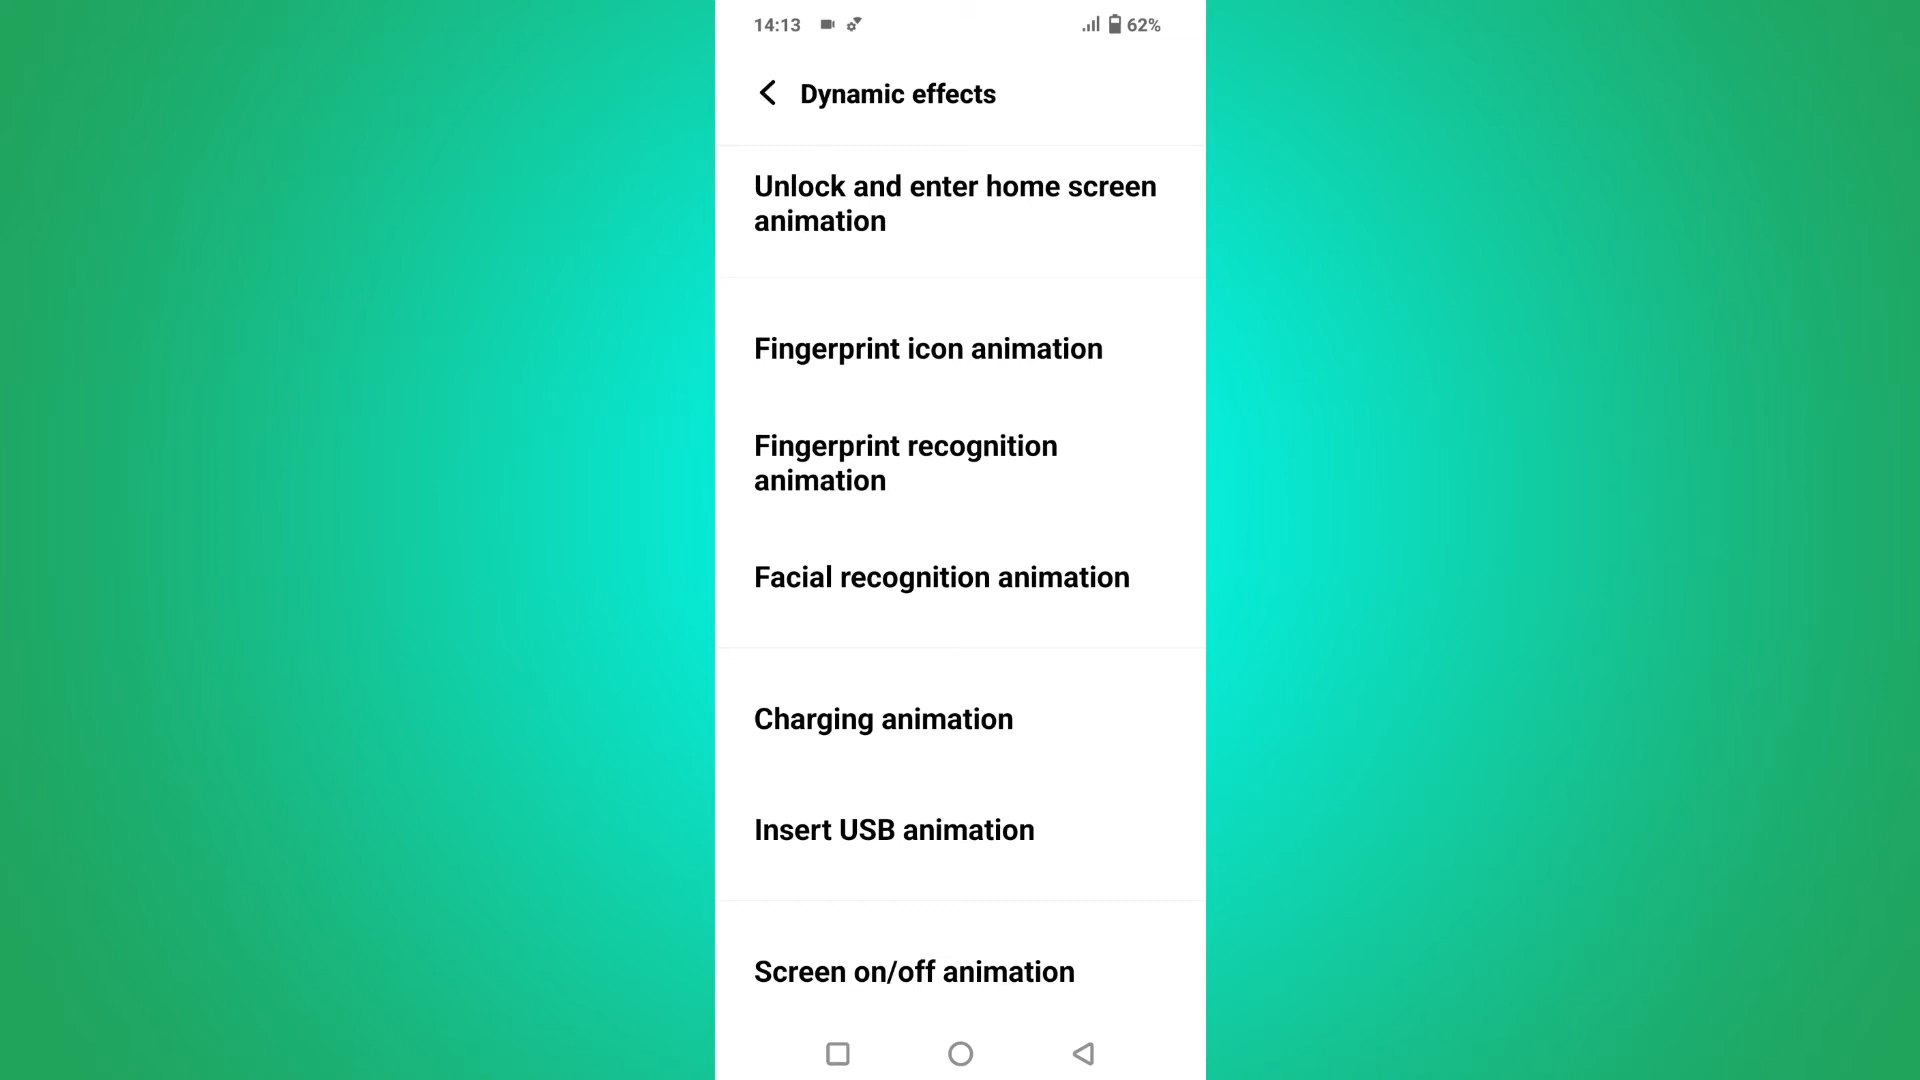 14:13
62%
Dynamic effects
Unlock and enter home screen
animation
Fingerprint icon animation
Fingerprint recognition
animation
Facial recognition animation
Charging animation
Insert USB animation
Screen on/off animation